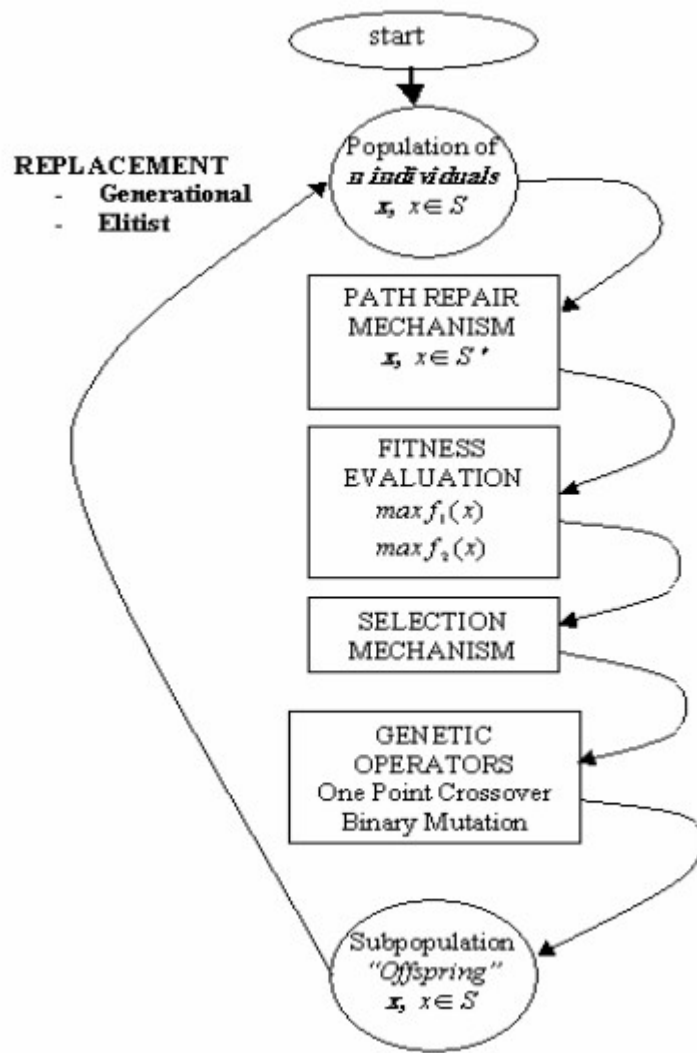 start
Population of
n individuals
x, x ∈ S
REPLACEMENT
- Generational
- Elitist
PATH REPAIR
MECHANISM
x, x ∈ S'
FITNESS
EVALUATION
max f₁(x)
max f₂(x)
SELECTION
MECHANISM
GENETIC
OPERATORS
One Point Crossover
Binary Mutation
Subpopulation
"Offspring"
x, x ∈ S